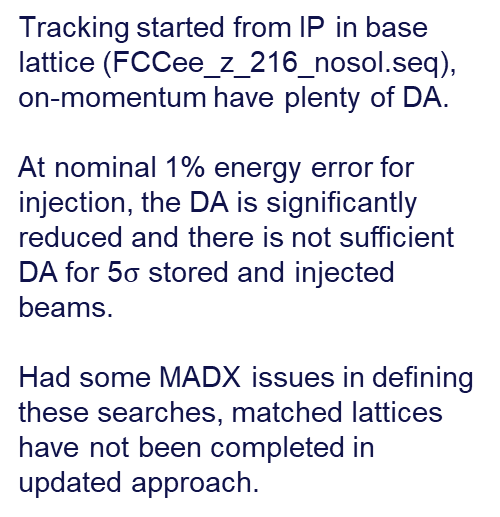 Tracking started from IP in base
lattice (FCCee_z_216_nosol.seq),
on-momentum have plenty of DA.
At nominal 1% energy error for
injection, the DA is significantly
reduced and there is not sufficient
DA for 5σ stored and injected
beams.
Had some MADX issues in defining
these searches, matched lattices
have not been completed in
updated approach.